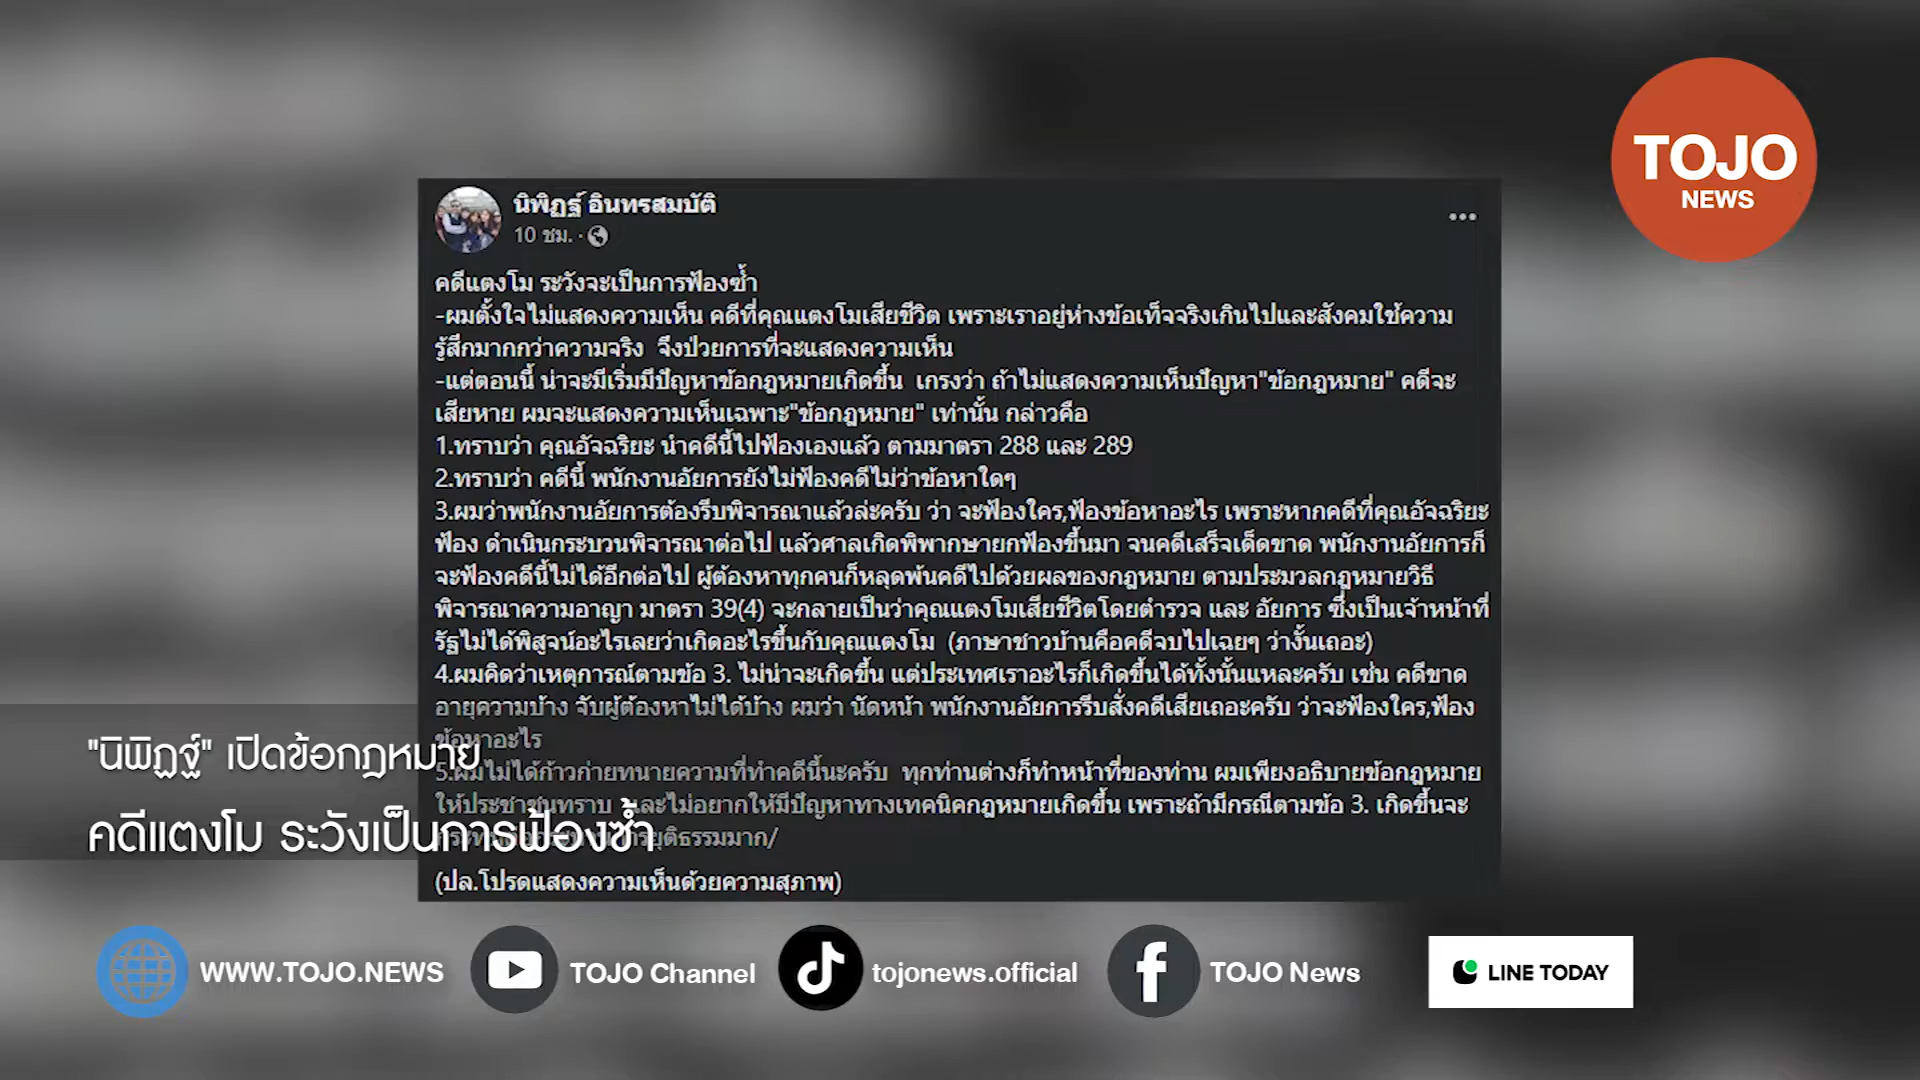 TOJO
NEWS
นิพิฏฐ์ อินทรสมบัติ
10 ชม. ·
คดีแตงโม ระวังจะเป็นการฟ้องซ้ำ
-ผมตั้งใจไม่แสดงความเห็น คดีที่คุณแตงโมเสียชีวิต เพราะเราอยู่ห่างข้อเท็จจริงเกินไปและสังคมใช้ความ
รู้สึกมากกว่าความจริง จึงป่วยการที่จะแสดงความเห็น
-แต่ตอนนี้ น่าจะมีเริ่มมีปัญหาข้อกฎหมายเกิดขึ้น เกรงว่า ถ้าไม่แสดงความเห็นปัญหา"ข้อกฎหมาย" คดีจะ
เสียหาย ผมจะแสดงความเห็นเฉพาะ"ข้อกฎหมาย" เท่านั้น กล่าวคือ
1.ทราบว่า คุณอัจฉริยะ นำคดีนี้ไปฟ้องเองแล้ว ตามมาตรา 288 และ 289
2.ทราบว่า คดีนี้ พนักงานอัยการยังไม่ฟ้องคดีไม่ว่าข้อหาใดๆ
3.ผมว่าพนักงานอัยการต้องรีบพิจารณาแล้วล่ะครับ ว่า จะฟ้องใคร,ฟ้องข้อหาอะไร เพราะหากคดีที่คุณอัจฉริยะ
ฟ้อง ดำเนินกระบวนพิจารณาต่อไป แล้วศาลเกิดพิพากษายกฟ้องขึ้นมา จนคดีเสร็จเด็ดขาด พนักงานอัยการก็
จะฟ้องคดีนี้ไม่ได้อีกต่อไป ผู้ต้องหาทุกคนก็หลุดพ้นคดีไปด้วยผลของกฎหมาย ตามประมวลกฎหมายวิธี
พิจารณาความอาญา มาตรา 39(4) จะกลายเป็นว่าคุณแตงโมเสียชีวิตโดยตำรวจ และ อัยการ ซึ่งเป็นเจ้าหน้าที่
รัฐไม่ได้พิสูจน์อะไรเลยว่าเกิดอะไรขึ้นกับคุณแตงโม (ภาษาชาวบ้านคือคดีจบไปเฉยๆ ว่างั้นเถอะ)
4.ผมคิดว่าเหตุการณ์ตามข้อ 3. ไม่น่าจะเกิดขึ้น แต่ประเทศเราอะไรก็เกิดขึ้นได้ทั้งนั้นแหละครับ เช่น คดีขาด
อายุความบ้าง จับผู้ต้องหาไม่ได้บ้าง ผมว่า นัดหน้า พนักงานอัยการรีบสั่งคดีเสียเถอะครับ ว่าจะฟ้องใคร,ฟ้อง
ข้อหาอะไร
5.ผมไม่ได้ก้าวก่ายทนายความที่ทำคดีนี้นะครับ ทุกท่านต่างก็ทำหน้าที่ของท่าน ผมเพียงอธิบายข้อกฎหมาย
ให้ประชาชนทราบ และไม่อยากให้มีปัญหาทางเทคนิคกฎหมายเกิดขึ้น เพราะถ้ามีกรณีตามข้อ 3. เกิดขึ้นจะ
(ปล.โปรดแสดงความเห็นด้วยความสุภาพ)
"นิพิฏฐ์" เปิดข้อกฎหมาย
คดีแตงโม ระวังเป็นการฟ้องซ้ำ
WWW.TOJO.NEWS
TOJO Channel
tojonews.official
TOJO News
LINE TODAY